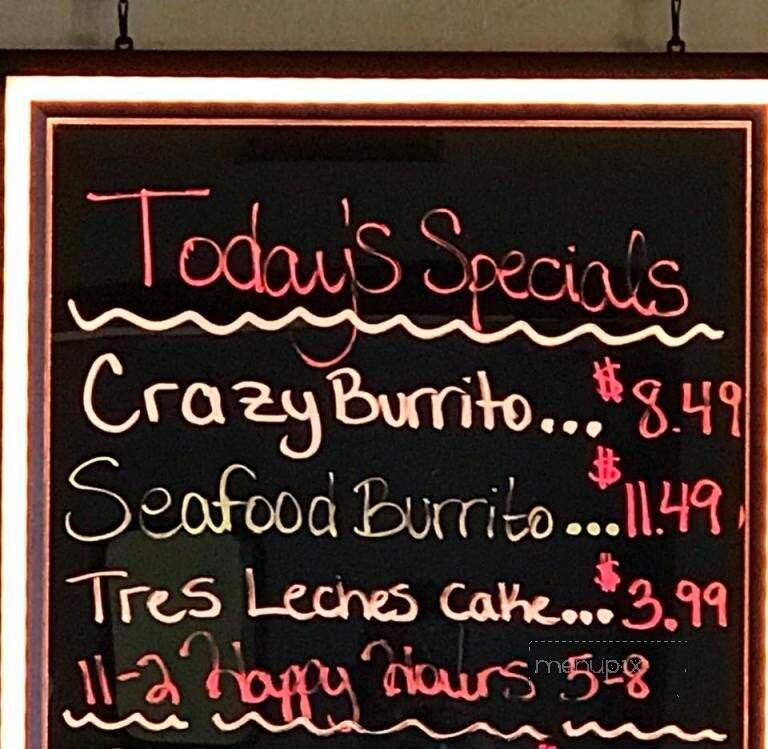 Today's Specials
Crazy Burrito... $8.49
Seafood Burrito... $11.49
Tres Leches Cake... $3.99
11-2 Happy Hours 5-8
menupix